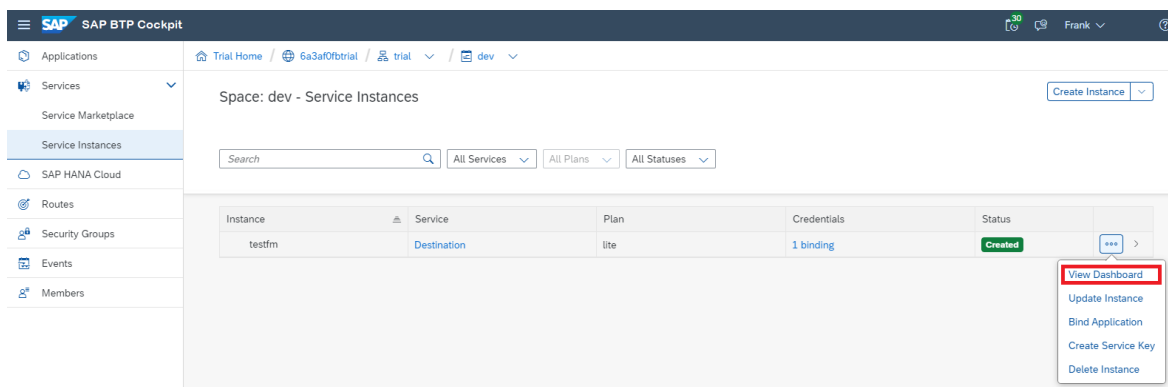 SAP SAP BTP Cockpit 30 Frank
Applications
Services
Service Marketplace
Service Instances
SAP HANA Cloud
Routes
Security Groups
Events
Members
Trial Home / 6a3af0fbtrial / trial / dev
Space: dev - Service Instances
Create Instance
Search All Services All Plans All Statuses
Instance Service Plan Credentials Status
testfm Destination lite 1 binding Created
View Dashboard
Update Instance
Bind Application
Create Service Key
Delete Instance